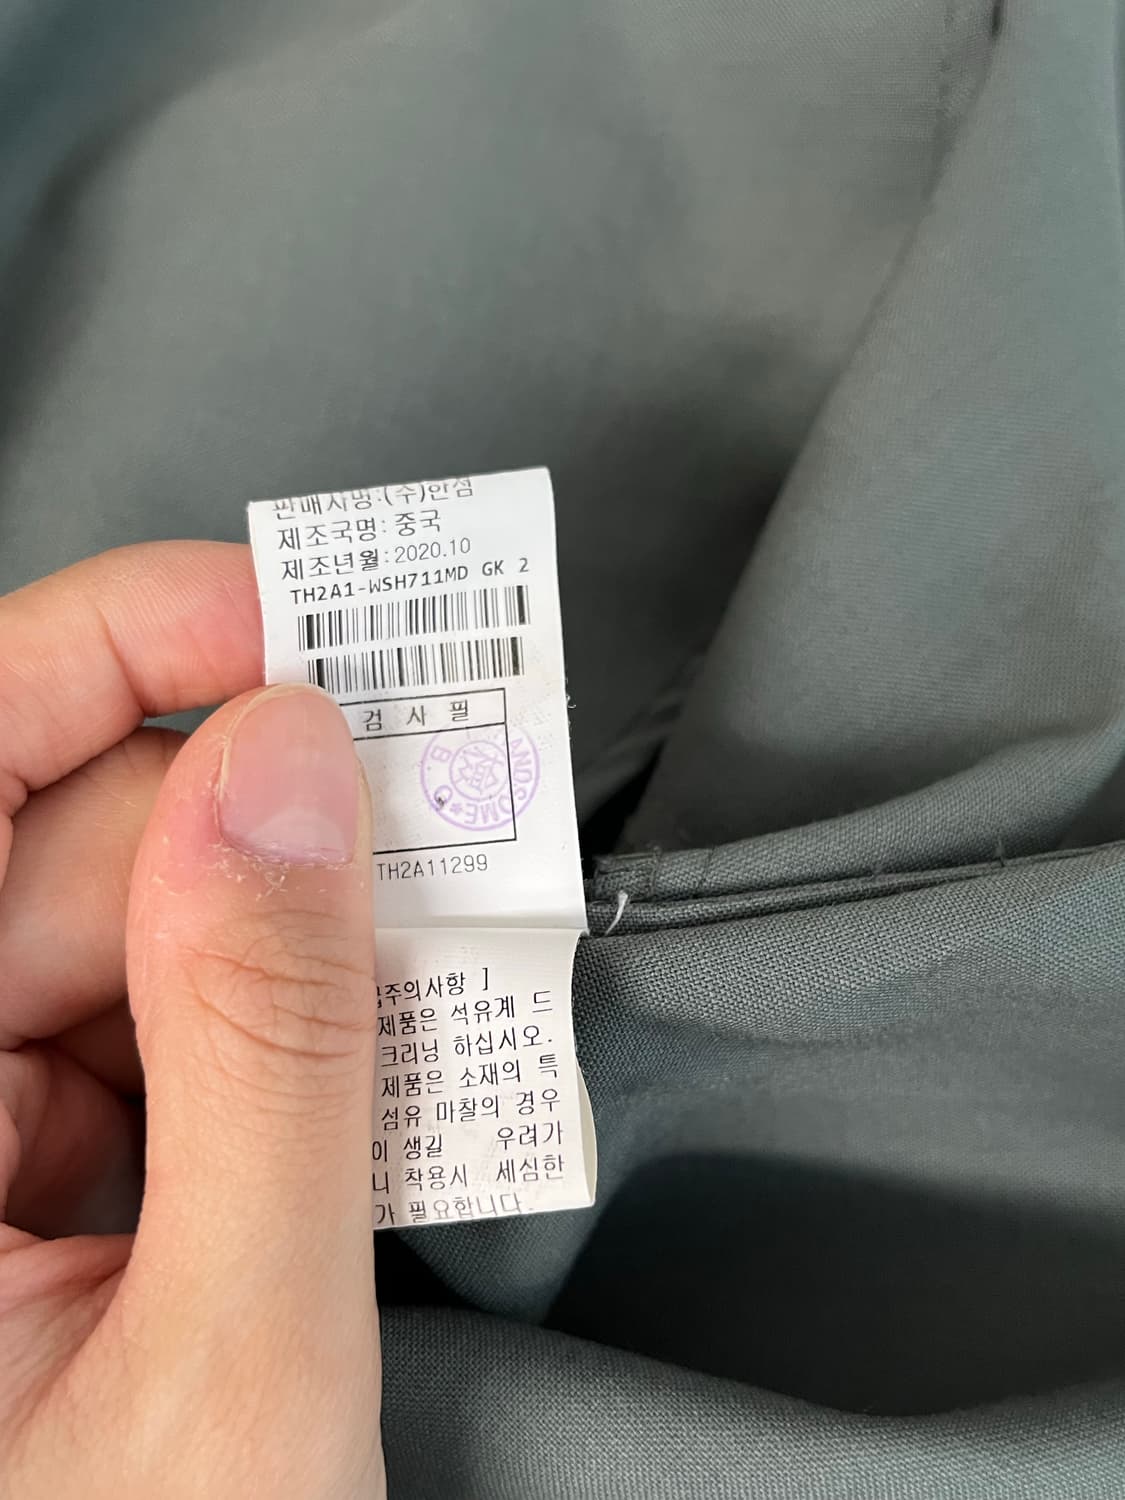 판매자명:(주)한섬
제조국명:중국
제조년월:2020.10
TH2A1-WSH711MD GK 2
검 사 필
ANDSOME* B
TH2A11299
주의사항 ]
제품은 석유계 드
크리닝 하십시오.
제품은 소재의 특
섬유 마찰의 경우
이 생길 우려가
니 착용시 세심한
가 필요합니다.